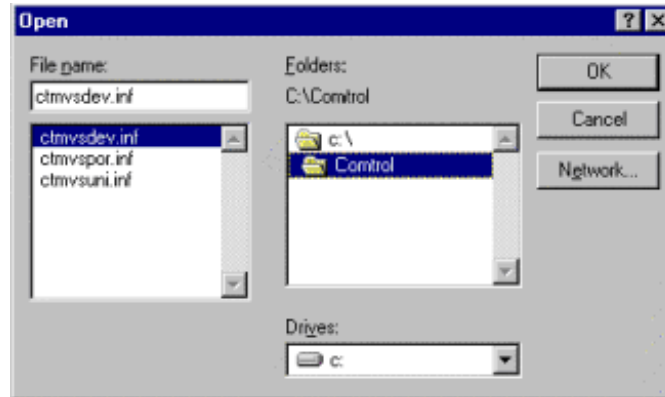 Open
File name:
ctmvsdev.inf
ctmvsdev.inf
ctmvspor.inf
ctmvsuni.inf
Folders:
C:\Comtrol
c:\
Comtrol
Drives:
c:
OK
Cancel
Network...